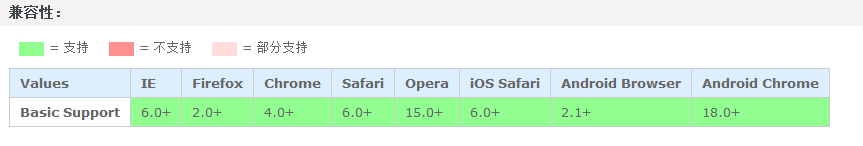 兼容性：
= 支持 = 不支持 = 部分支持
Values IE Firefox Chrome Safari Opera iOS Safari Android Browser Android Chrome
Basic Support 6.0+ 2.0+ 4.0+ 6.0+ 15.0+ 6.0+ 2.1+ 18.0+